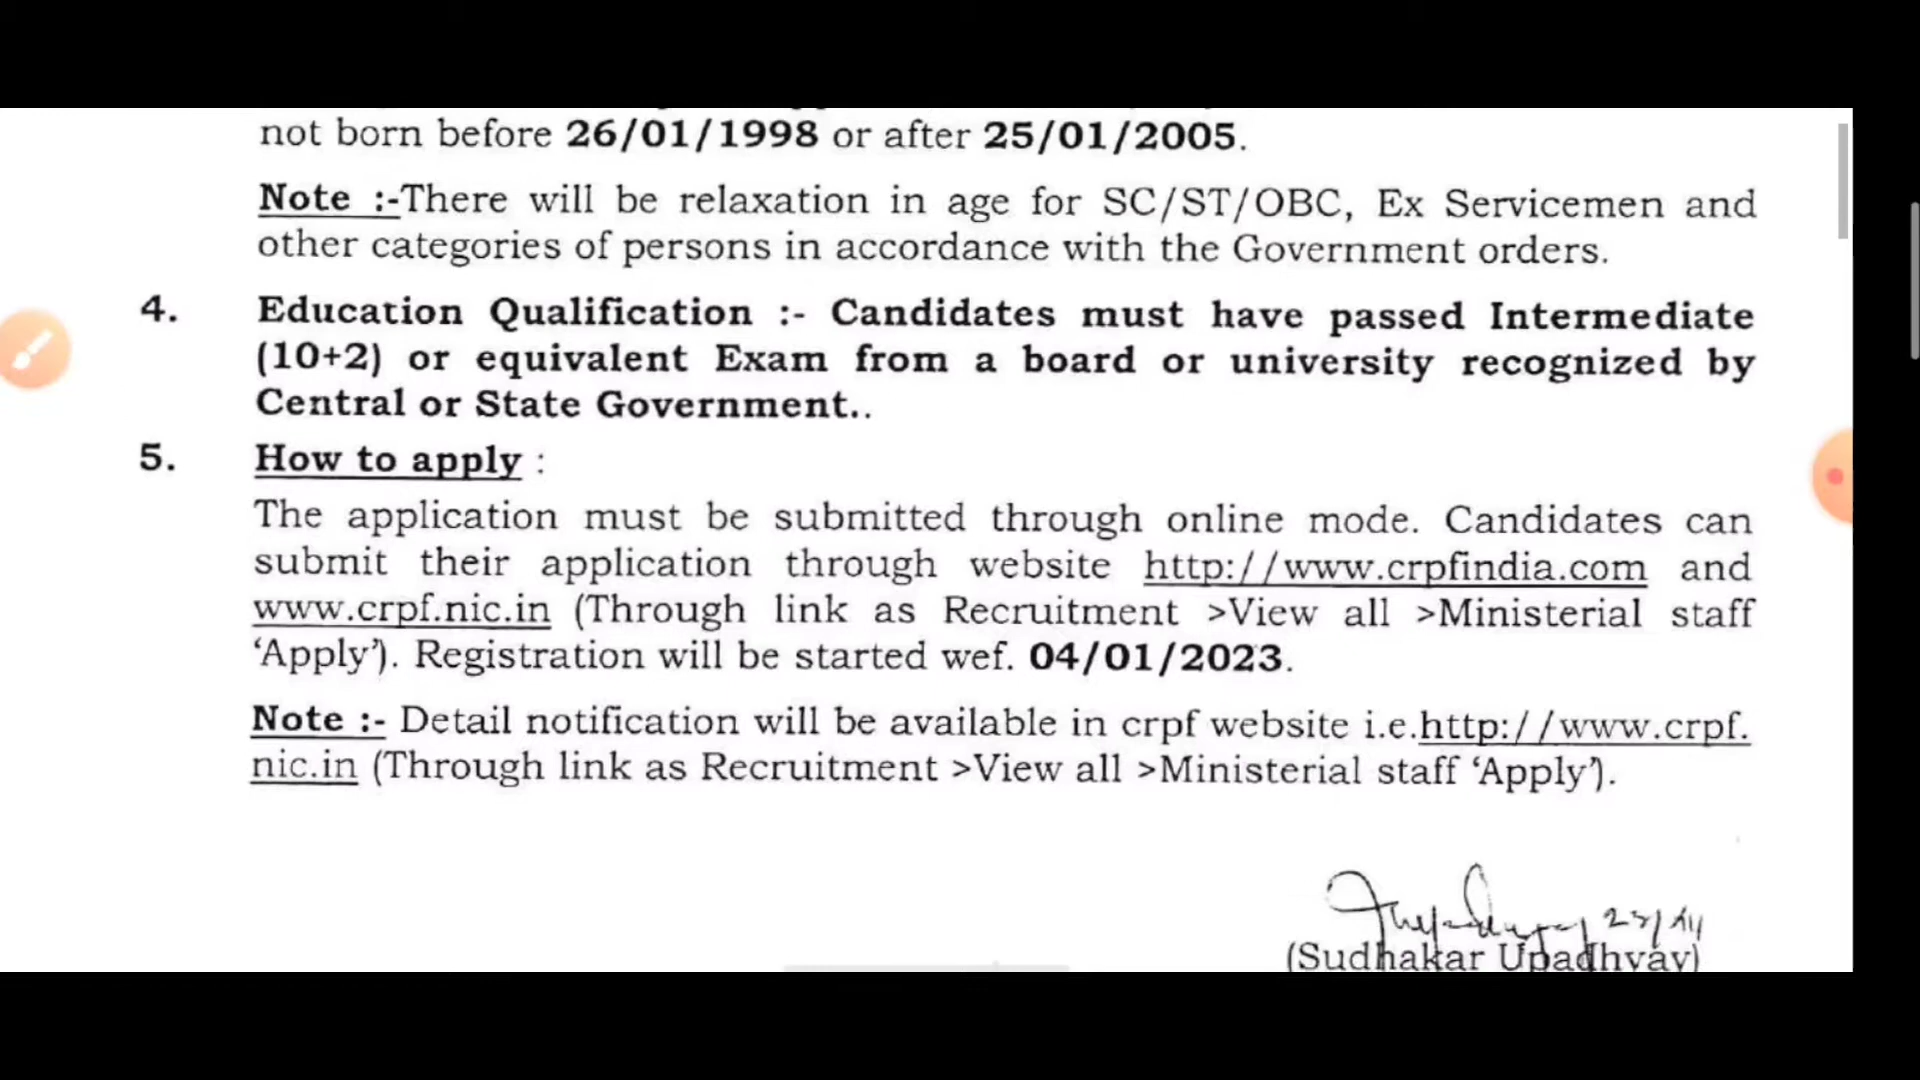 not born before 26/01/1998 or after 25/01/2005.
Note :-There will be relaxation in age for SC/ST/OBC, Ex Servicemen and
other categories of persons in accordance with the Government orders.
4. Education Qualification :- Candidates must have passed Intermediate
(10+2) or equivalent Exam from a board or university recognized by
Central or State Government..
5. How to apply :
The application must be submitted through online mode. Candidates can
submit their application through website http://www.crpfindia.com and
www.crpf.nic.in (Through link as Recruitment >View all >Ministerial staff
‘Apply’). Registration will be started wef. 04/01/2023.
Note :- Detail notification will be available in crpf website i.e.http://www.crpf.
nic.in (Through link as Recruitment >View all >Ministerial staff ‘Apply’).
(Sudhakar Upadhyay)